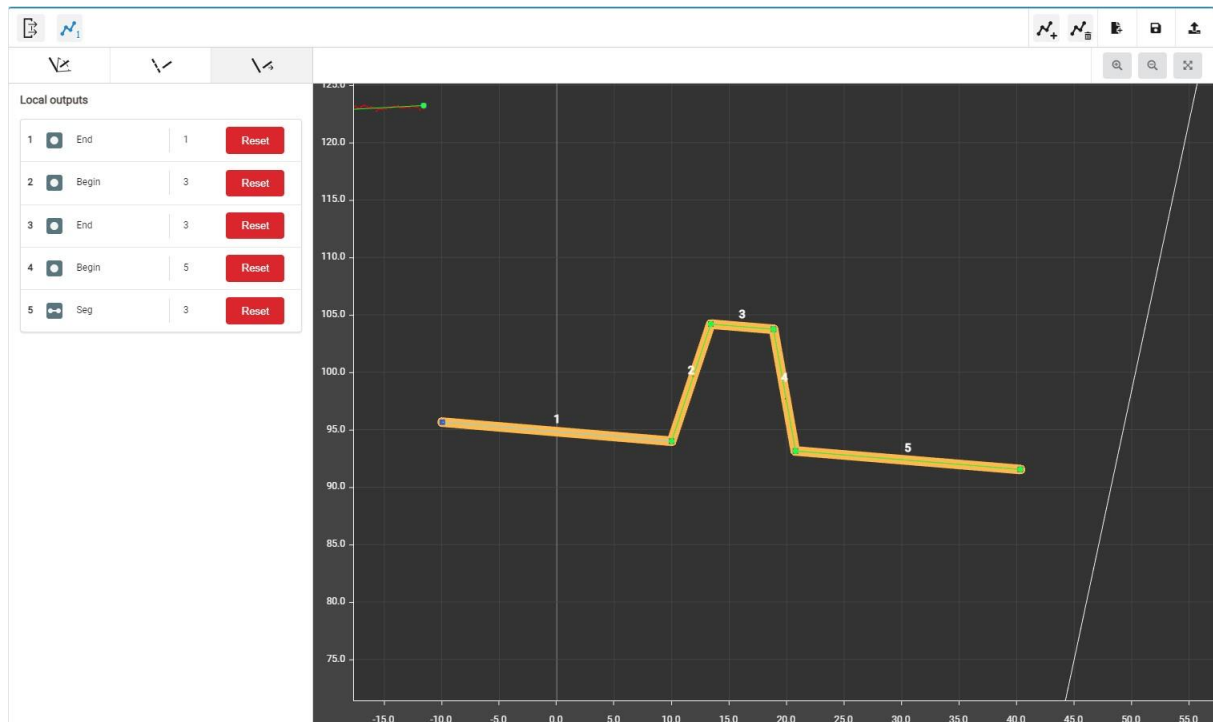 1
Local outputs
1 End 1 Reset
2 Begin 3 Reset
3 End 3 Reset
4 Begin 5 Reset
5 Seg 3 Reset
125.0
120.0
115.0
110.0
105.0
100.0
95.0
90.0
85.0
80.0
75.0
3
2
4
1
5
-15.0 -10.0 -5.0 0.0 5.0 10.0 15.0 20.0 25.0 30.0 35.0 40.0 45.0 50.0 55.0